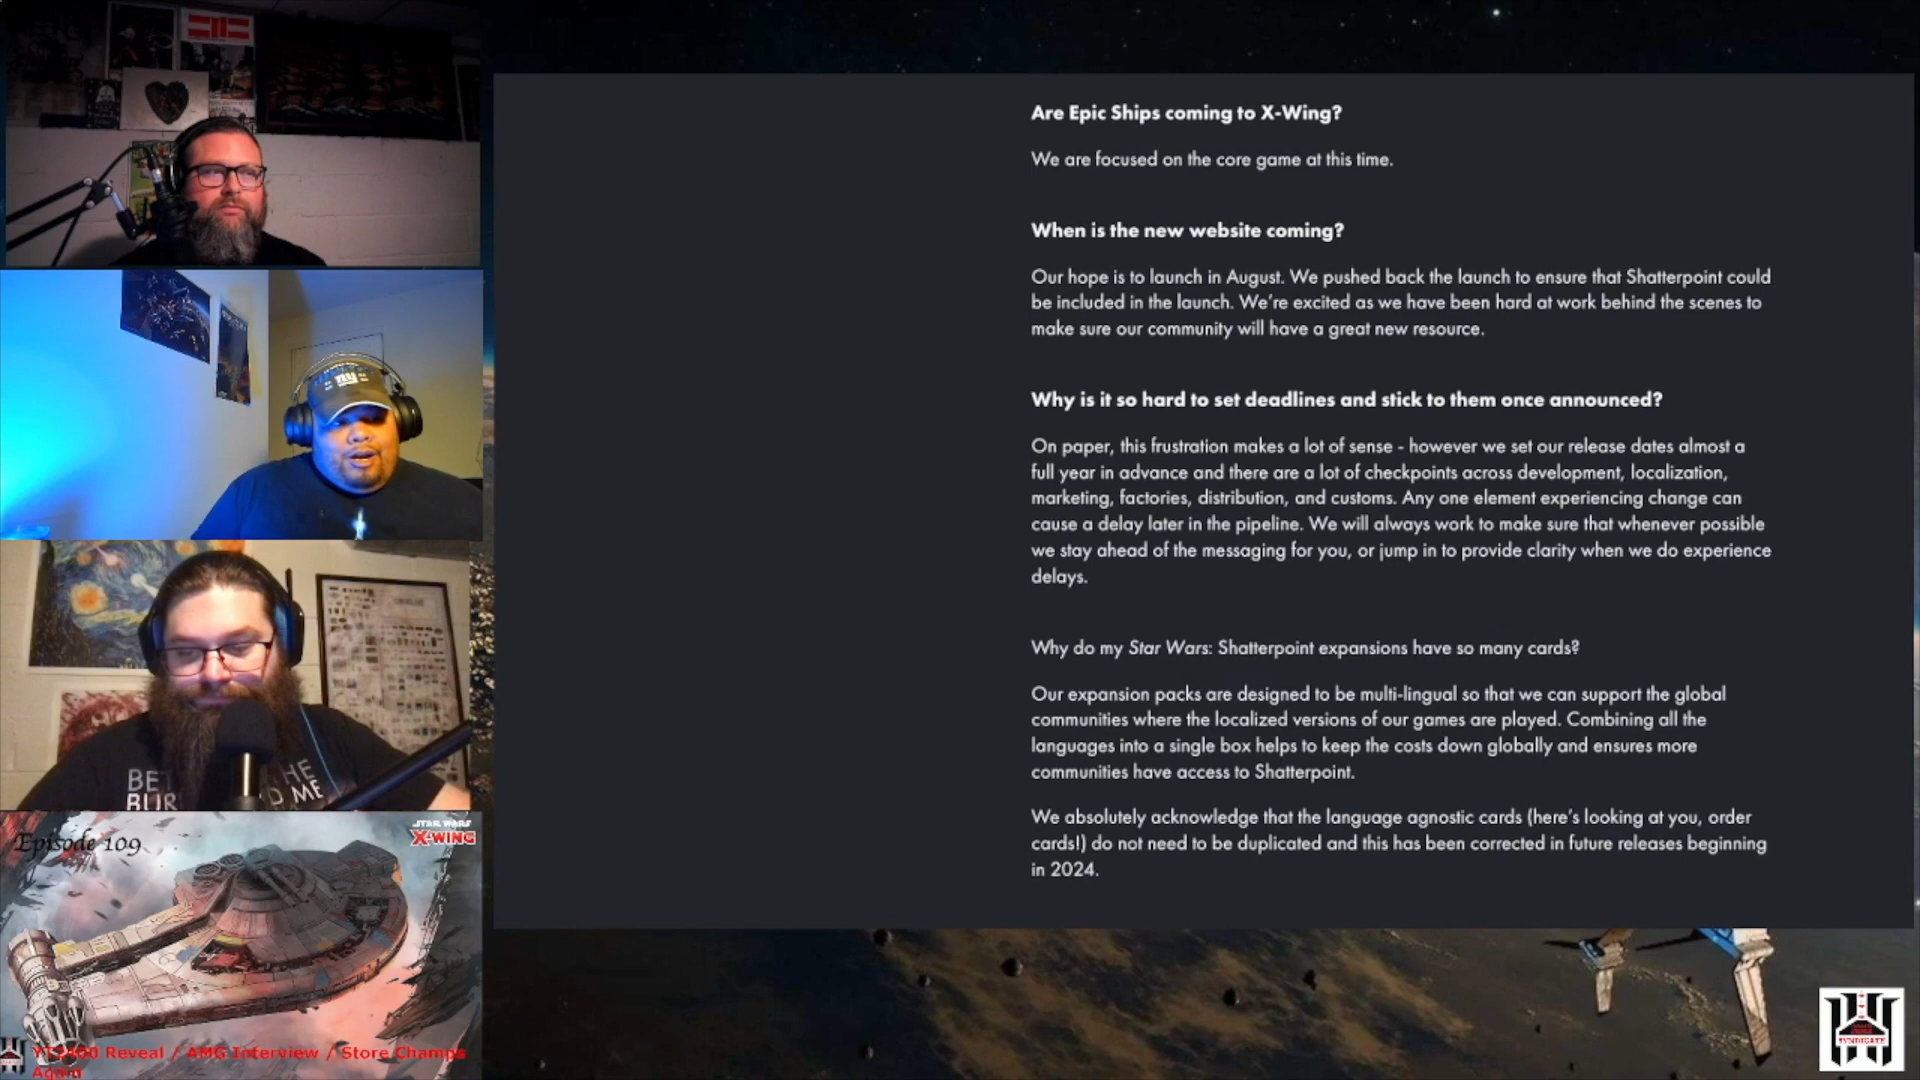 Are Epic Ships coming to X-Wing?
We are focused on the core game at this time.
When is the new website coming?
Our hope is to launch in August. We pushed back the launch to ensure that Shatterpoint could
be included in the launch. We're excited as we have been hard at work behind the scenes to
make sure our community will have a great new resource.
Why is it so hard to set deadlines and stick to them once announced?
On paper, this frustration makes a lot of sense - however we set our release dates almost a
full year in advance and there are a lot of checkpoints across development, localization,
marketing, factories, distribution, and customs. Any one element experiencing change can
cause a delay later in the pipeline. We will always work to make sure that whenever possible
we stay ahead of the messaging for you, or jump in to provide clarity when we do experience
delays.
Why do my Star Wars: Shatterpoint expansions have so many cards?
Our expansion packs are designed to be multi-lingual so that we can support the global
communities where the localized versions of our games are played. Combining all the
languages into a single box helps to keep the costs down globally and ensures more
communities have access to Shatterpoint.
We absolutely acknowledge that the language agnostic cards (here's looking at you, order
cards!) do not need to be duplicated and this has been corrected in future releases beginning
in 2024.
NY
Episode 109
STAR WARS
X-WING
YT2400 Reveal / AMG Interview / Store Champs
Again
SYNDICATE